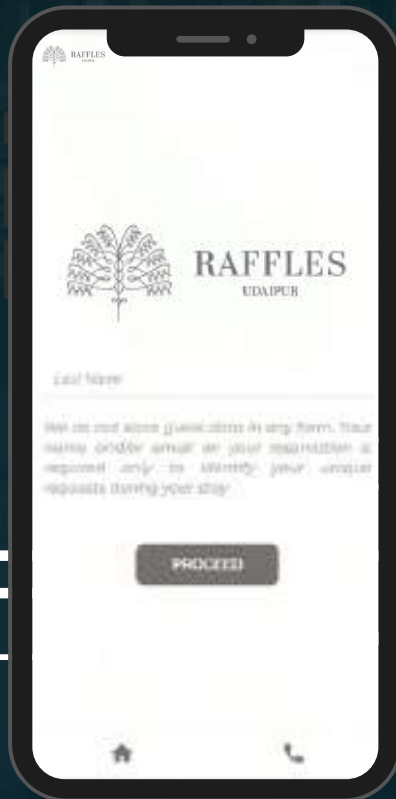 RAFFLES
UDAIPUR
RAFFLES
UDAIPUR
Last Name
We do not store guest data in any form. Your
name and/or email or your reservation is
required only to identify your unique
requests during your stay
PROCEED